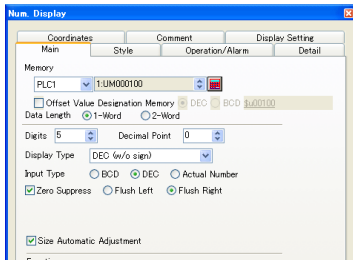 Num. Display
Coordinates Comment Display Setting
Main Style Operation/Alarm Detail
Memory
PLC1 1:UM000100
Offset Value Designation Memory DEC BCD $u00100
Data Length 1-Word 2-Word
Digits 5 Decimal Point 0
Display Type DEC (w/o sign)
Input Type BCD DEC Actual Number
Zero Suppress Flush Left Flush Right
Size Automatic Adjustment